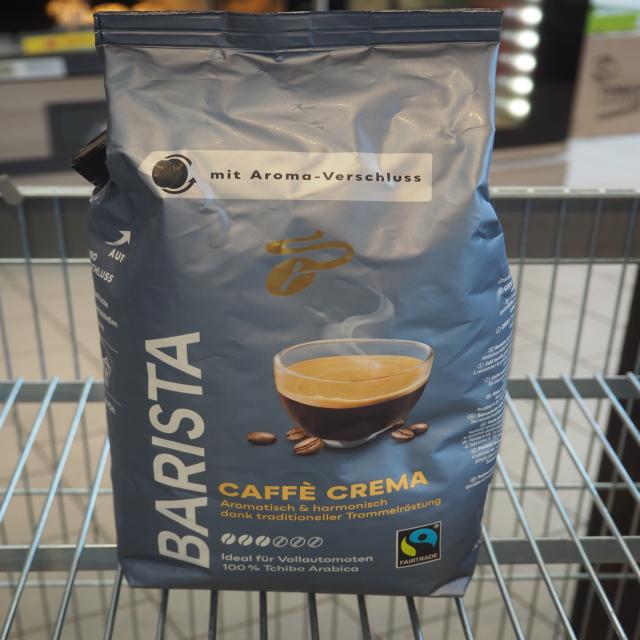 mit Aroma-Verschluss
AUF
BARISTA
CAFFÈ CREMA
Aromatisch & harmonisch
dank traditioneller Trommelröstung
Ideal für Vollautomaten
100% Tchibo Arabica
FAIRTRADE